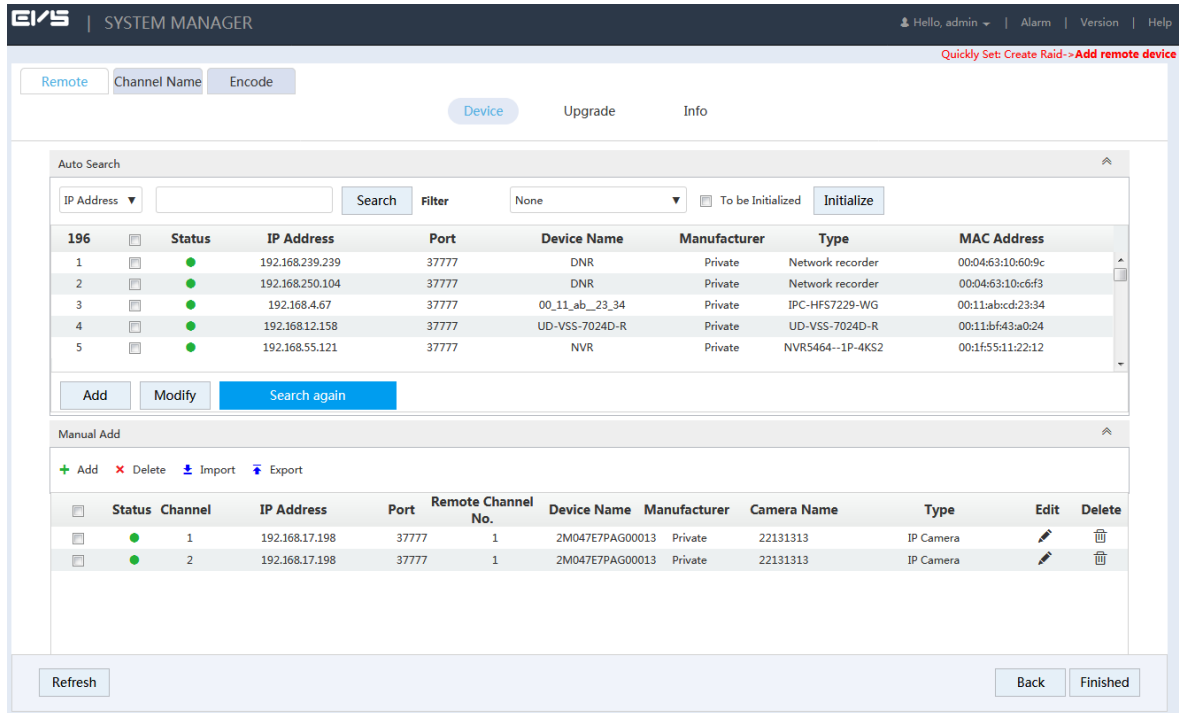 EVS | SYSTEM MANAGER Hello, admin | Alarm | Version | Help
Quickly Set: Create Raid->Add remote device
Remote Channel Name Encode
Device Upgrade Info
Auto Search
IP Address Search Filter None To be Initialized Initialize
196 Status IP Address Port Device Name Manufacturer Type MAC Address
1 192.168.239.239 37777 DNR Private Network recorder 00:04:63:10:60:9c
2 192.168.250.104 37777 DNR Private Network recorder 00:04:63:10:c6:f3
3 192.168.4.67 37777 00_11_ab__23_34 Private IPC-HFS7229-WG 00:11:ab:cd:23:34
4 192.168.12.158 37777 UD-VSS-7024D-R Private UD-VSS-7024D-R 00:11:bf:43:a0:24
5 192.168.55.121 37777 NVR Private NVR5464--1P-4KS2 00:1f:55:11:22:12
Add Modify Search again
Manual Add
Add Delete Import Export
Status Channel IP Address Port Remote Channel No. Device Name Manufacturer Camera Name Type Edit Delete
1 192.168.17.198 37777 1 2M047E7PAG00013 Private 22131313 IP Camera
2 192.168.17.198 37777 1 2M047E7PAG00013 Private 22131313 IP Camera
Refresh Back Finished